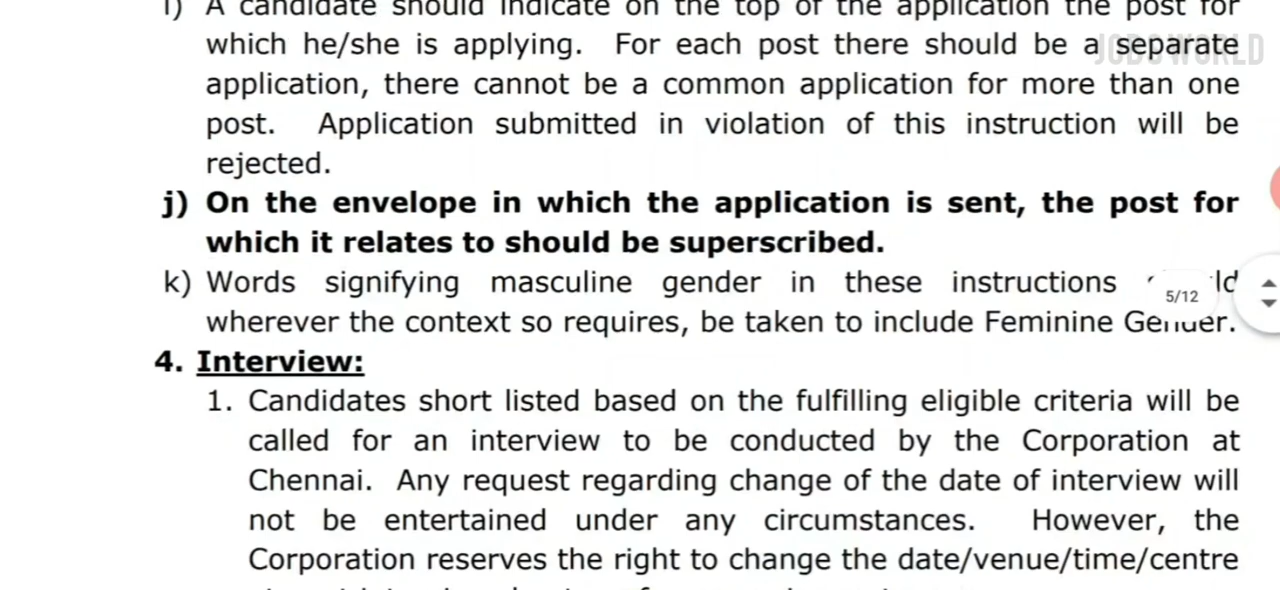 i) A candidate should indicate on the top of the application the post for
which he/she is applying. For each post there should be a separate
JOBSWORLD
application, there cannot be a common application for more than one
post. Application submitted in violation of this instruction will be
rejected.
j) On the envelope in which the application is sent, the post for
which it relates to should be superscribed.
k) Words signifying masculine gender in these instructions
5/12
wherever the context so requires, be taken to include Feminine Gender.
4. Interview:
1. Candidates short listed based on the fulfilling eligible criteria will be
called for an interview to be conducted by the Corporation at
Chennai. Any request regarding change of the date of interview will
not be entertained under any circumstances. However, the
Corporation reserves the right to change the date/venue/time/centre